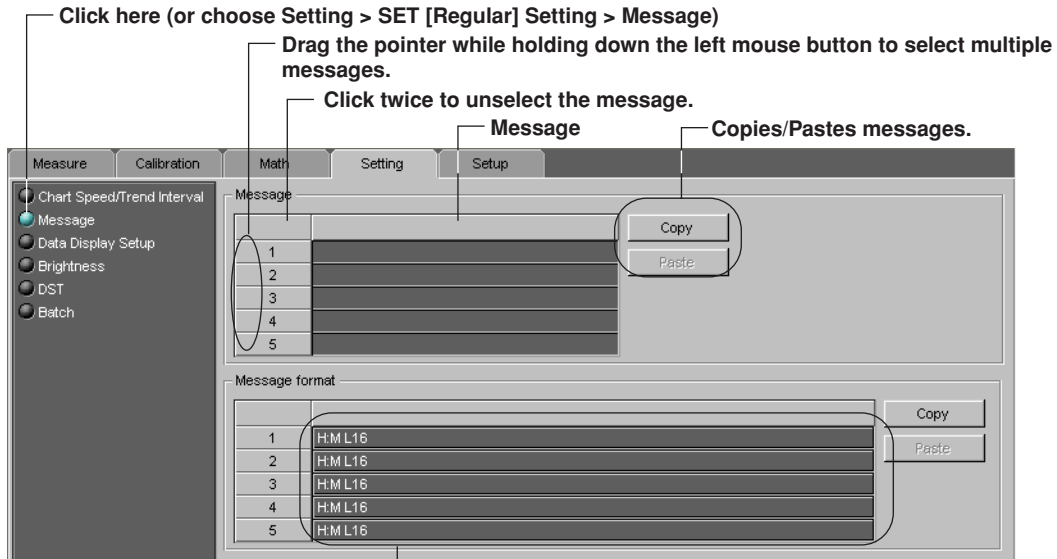 Click here (or choose Setting > SET [Regular] Setting > Message)
Drag the pointer while holding down the left mouse button to select multiple
messages.
Click twice to unselect the message.
Message
Copies/Pastes messages.
Measure
Calibration
Math
Setting
Setup
Chart Speed/Trend Interval
Message
Data Display Setup
Brightness
DST
Batch
Message
1
2
3
4
5
Copy
Paste
Message format
1 H:M L16
2 H:M L16
3 H:M L16
4 H:M L16
5 H:M L16
Copy
Paste